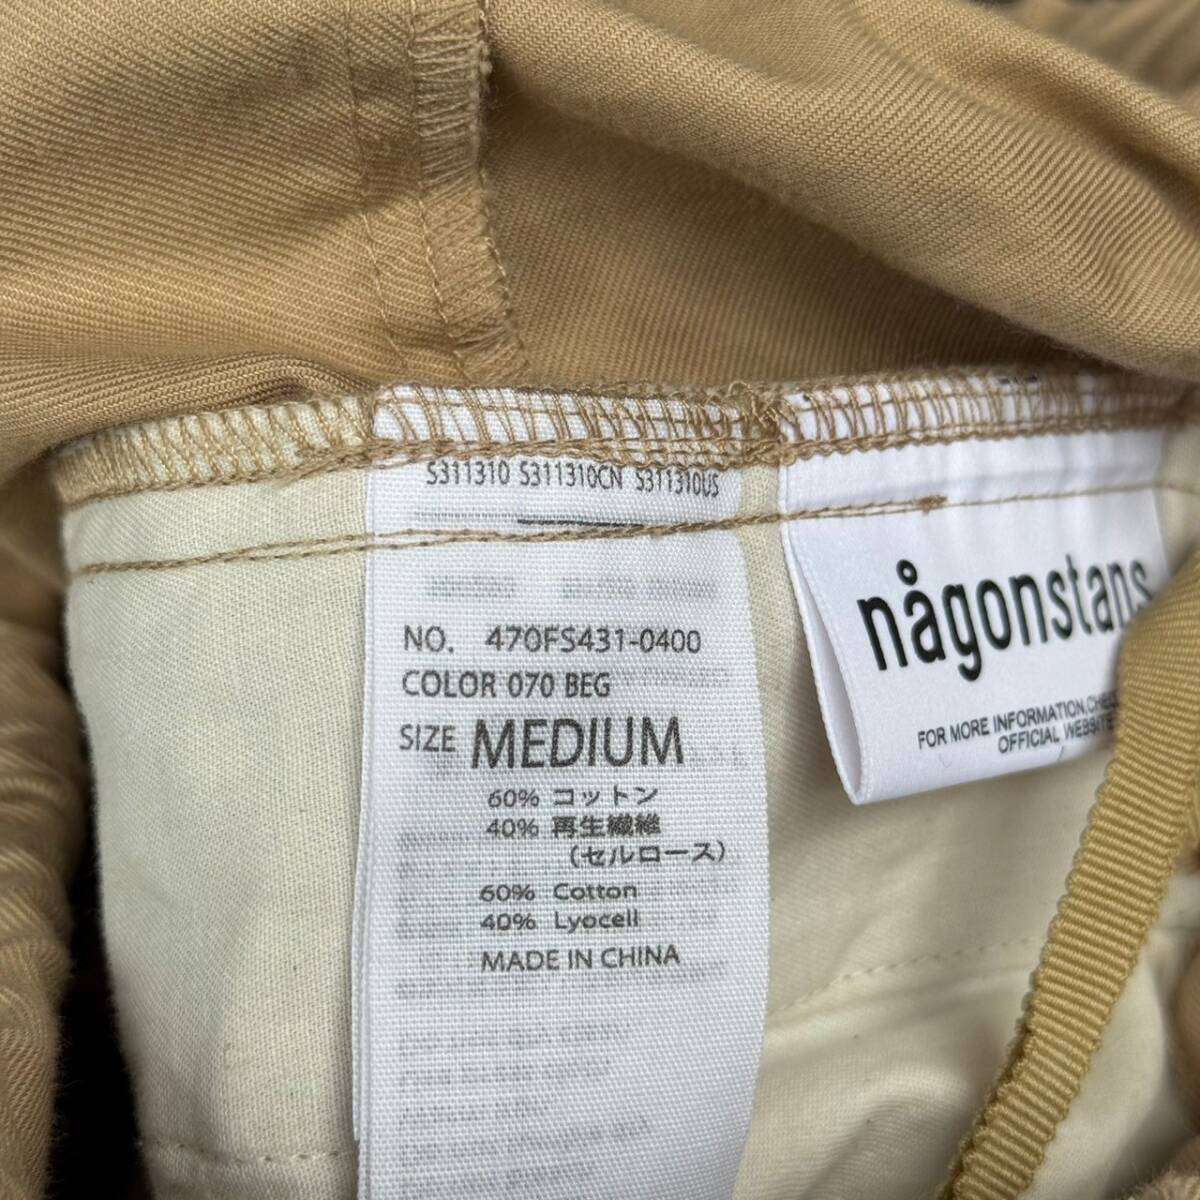 S311310 S311310CN S311310US
NO. 470FS431-0400
COLOR 070 BEG
SIZE MEDIUM
60% コットン
40% 再生繊維
(セルロース)
60% Cotton
40% Lyocell
MADE IN CHINA
någonstans
FOR MORE INFORMATION,
OFFICIAL WEBSITE